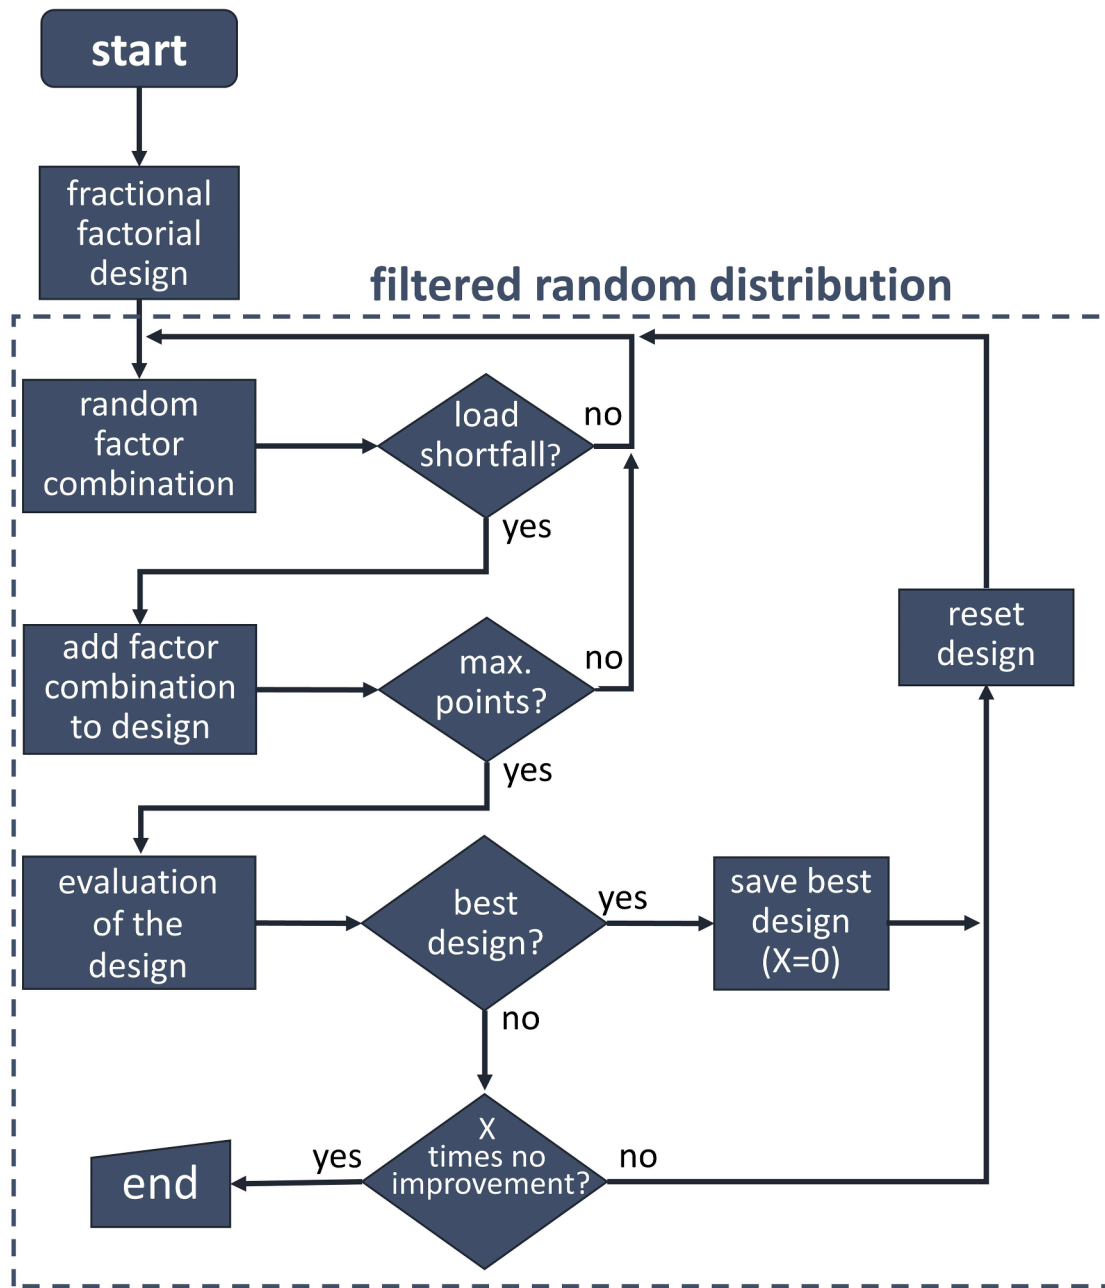 start
fractional
factorial
design
filtered random distribution
random
factor
combination
load
shortfall?
no
yes
add factor
combination
to design
max.
points?
no
yes
reset
design
evaluation
of the
design
best
design?
yes
no
save best
design
(X=0)
X
times no
improvement?
yes
no
end